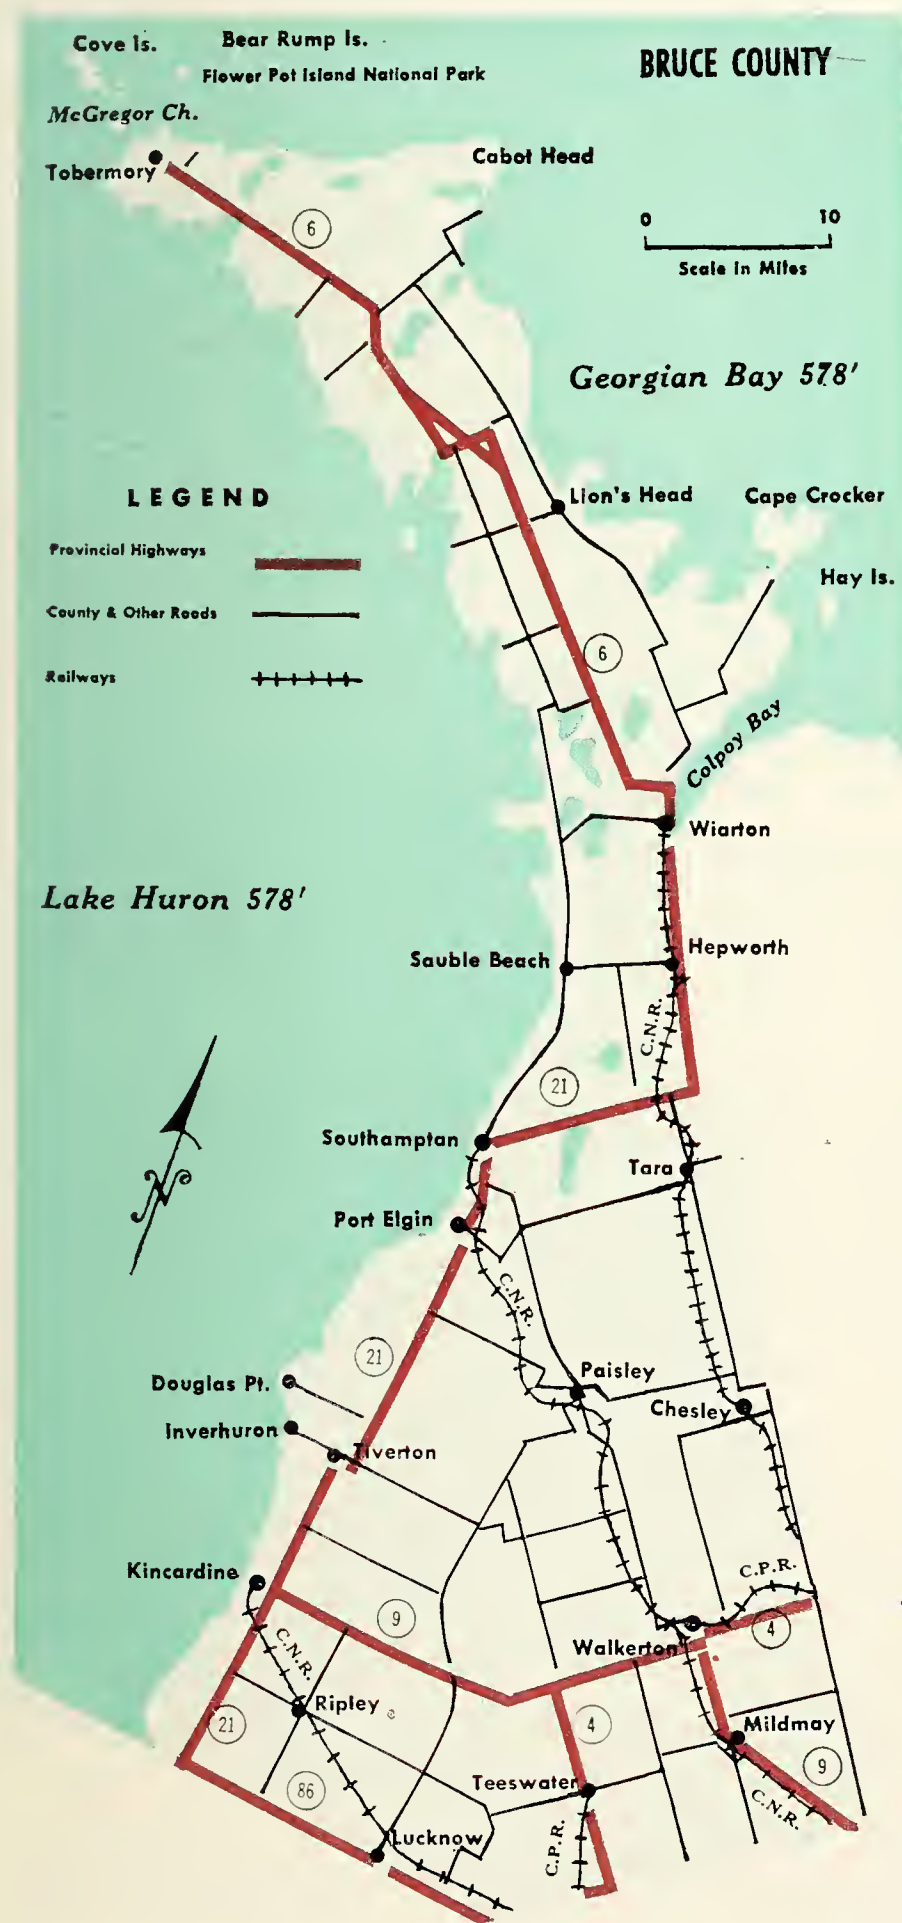 Cove Is.
Bear Rump Is.
Flower Pot Island National Park
BRUCE COUNTY
McGregor Ch.
Tobermory
Cabot Head
6
0 10
Scale in Miles
Georgian Bay 578'
LEGEND
Lion's Head
Cape Crocker
Provincial Highways
Hay Is.
County & Other Roads
6
Railways
Colpoy Bay
Wiarton
Lake Huron 578'
Hepworth
Sauble Beach
C.N.R.
21
Southamptan
Tara
Port Elgin
C.N.R.
21
Paisley
Douglas Pt.
Chesley
Inverhuron
Tiverton
Kincardine
C.P.R.
9
4
Walkerton
C.N.R.
Ripley
21
4
Mildmay
9
86
Teeswater
C.N.R.
Lucknow
C.P.R.